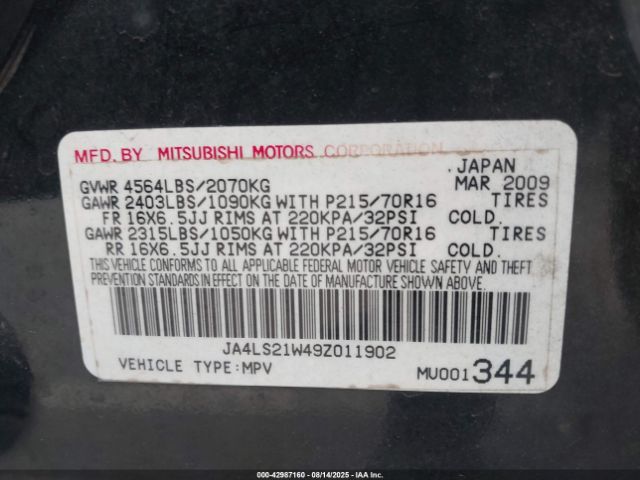 MFD. BY MITSUBISHI MOTORS CORPORATION
JAPAN
GVWR 4564LBS/2070KG MAR 2009
GAWR 2403LBS/1090KG WITH P215/70R16 TIRES
FR 16X6.5JJ RIMS AT 220KPA/32PSI COLD.
GAWR 2315LBS/1050KG WITH P215/70R16 TIRES
RR 16X6.5JJ RIMS AT 220KPA/32PSI COLD.
THIS VEHICLE CONFORMS TO ALL APPLICABLE FEDERAL MOTOR VEHICLE SAFETY AND THEFT
PREVENTION STANDARDS IN EFFECT ON THE DATE OF MANUFACTURE SHOWN ABOVE.
JA4LS21W49Z011902
VEHICLE TYPE:MPV MU001344
000-42987160 - 08/14/2025 - IAAI.COM